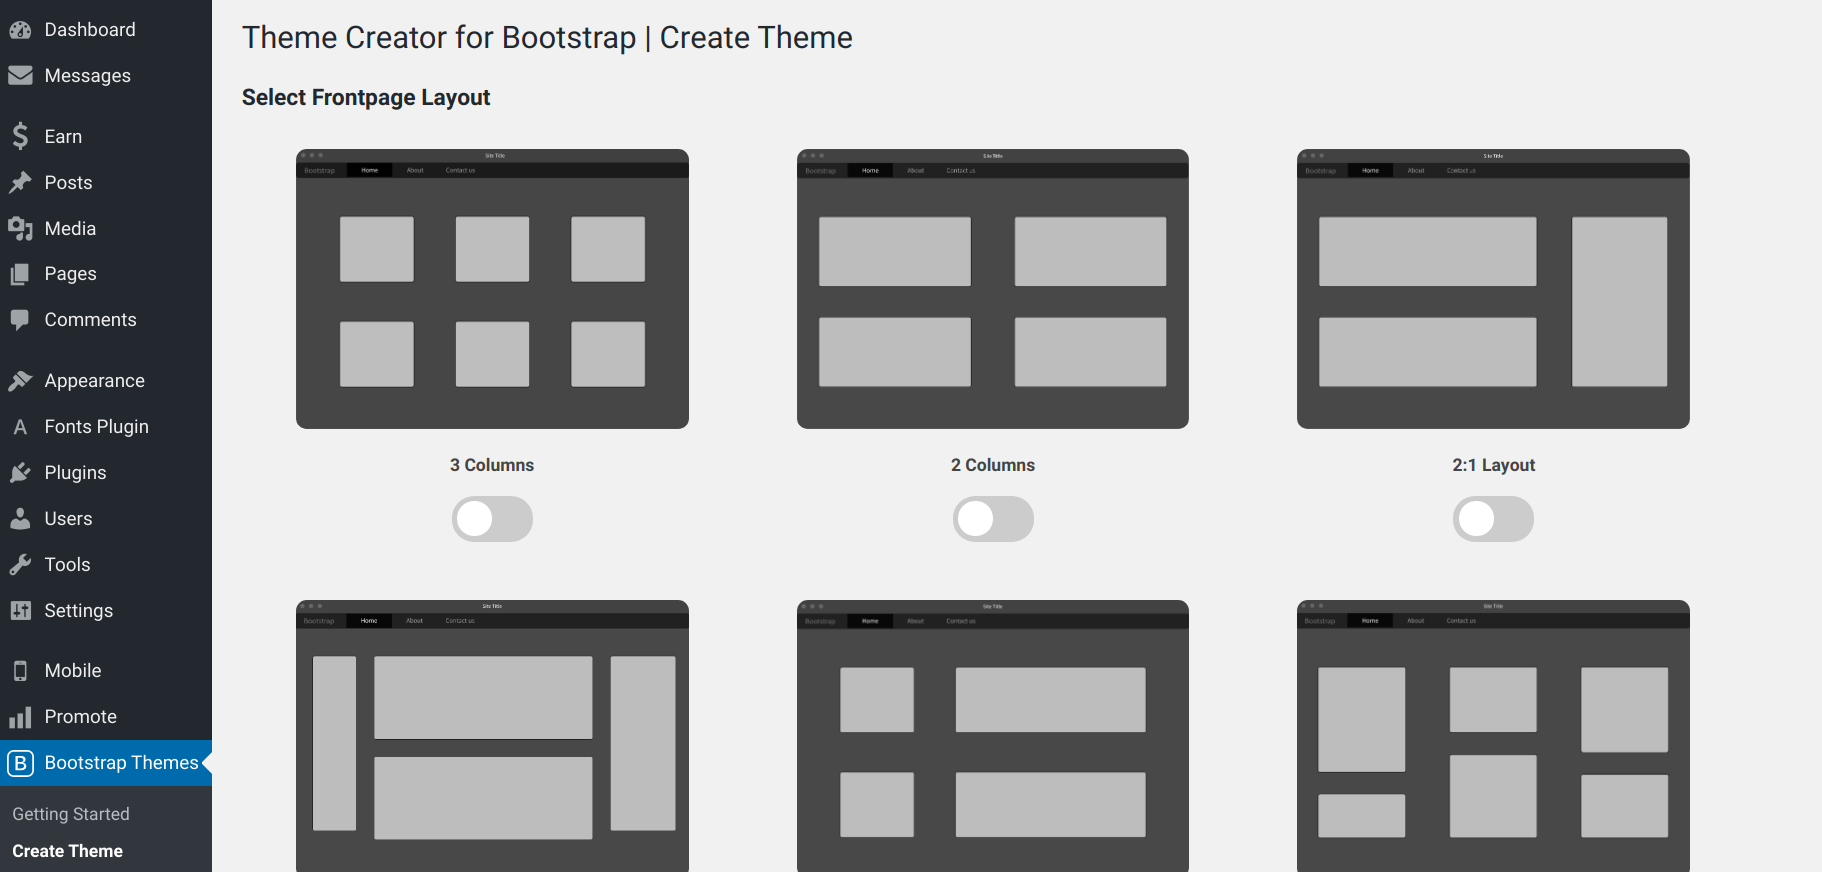 Dashboard
Messages
Earn
Posts
Media
Pages
Comments
Appearance
A Fonts Plugin
Plugins
Users
Tools
Settings
Mobile
Promote
B Bootstrap Themes
Getting Started
Create Theme
Theme Creator for Bootstrap | Create Theme
Select Frontpage Layout
Site Title
Bootstrap Home About Contact us
3 Columns
Site Title
Bootstrap Home About Contact us
2 Columns
Site Title
Bootstrap Home About Contact us
2:1 Layout
Site Title
Bootstrap Home About Contact us
Site Title
Bootstrap Home About Contact us
Site Title
Bootstrap Home About Contact us